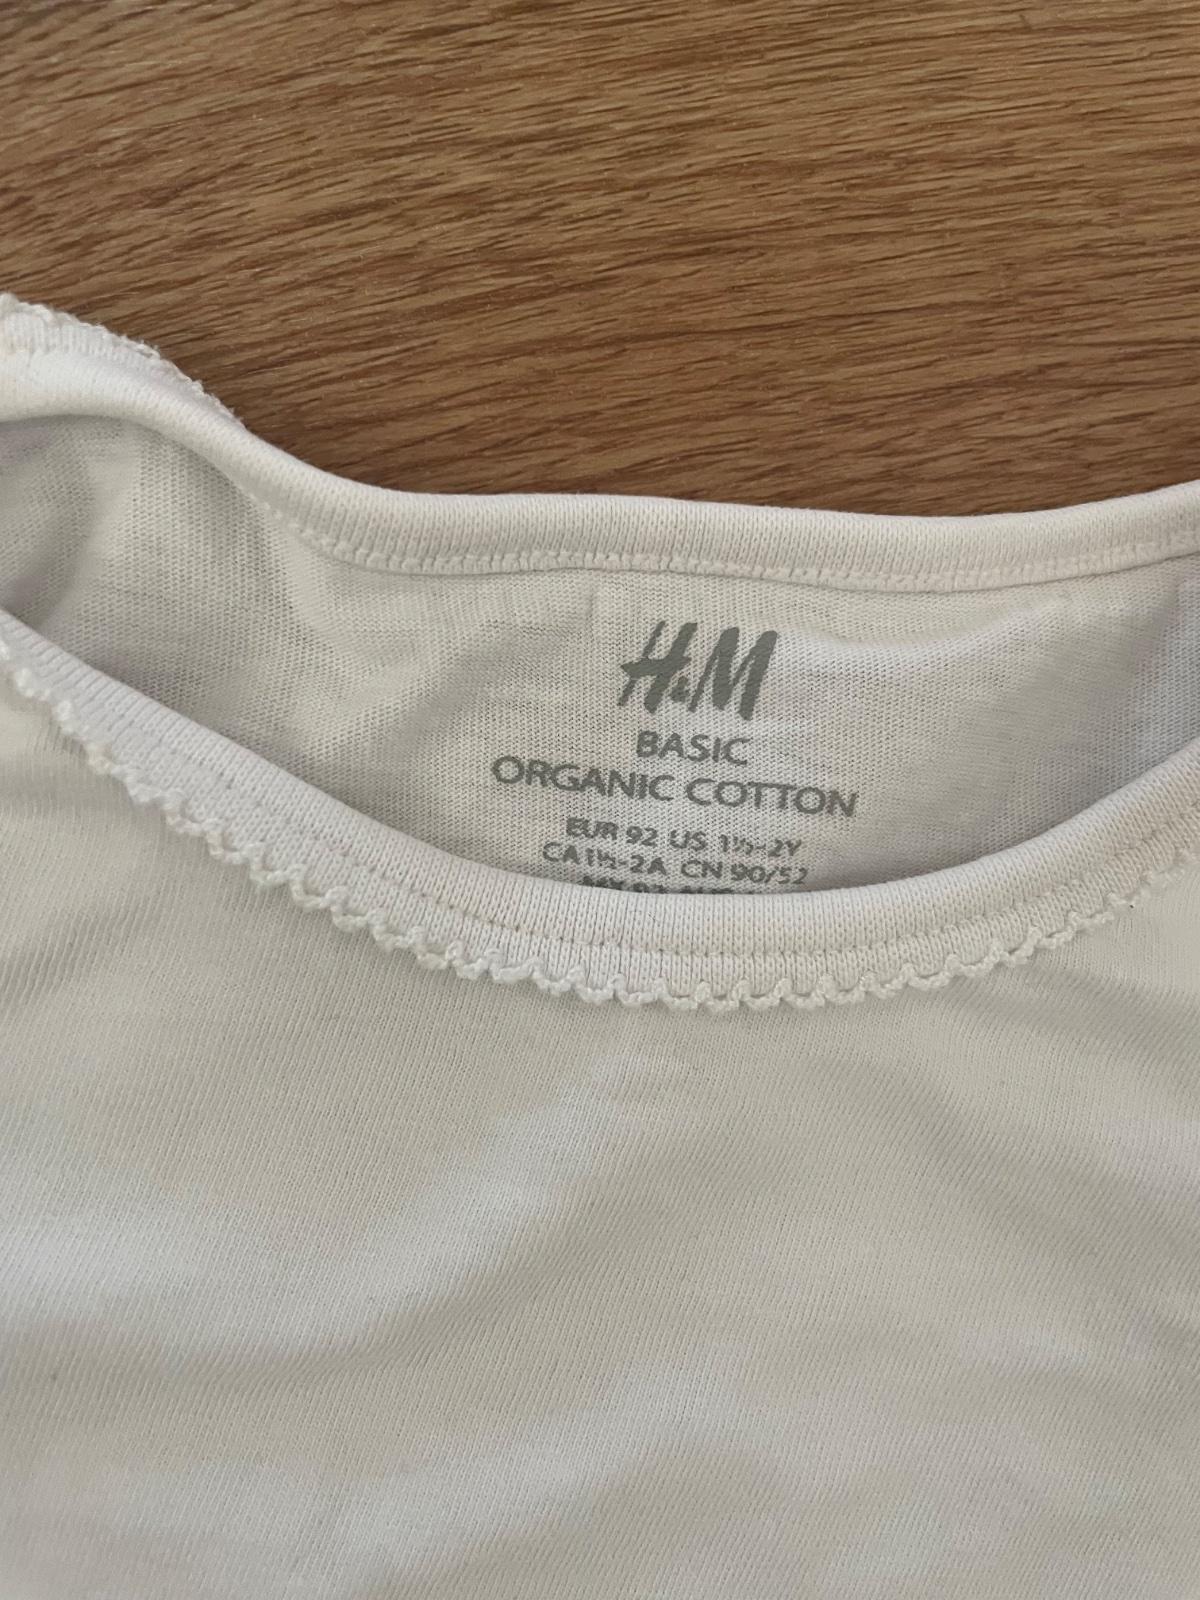 H&M
BASIC
ORGANIC COTTON
EUR 92 US 1½-2Y
CA 1½-2A CN 90/52